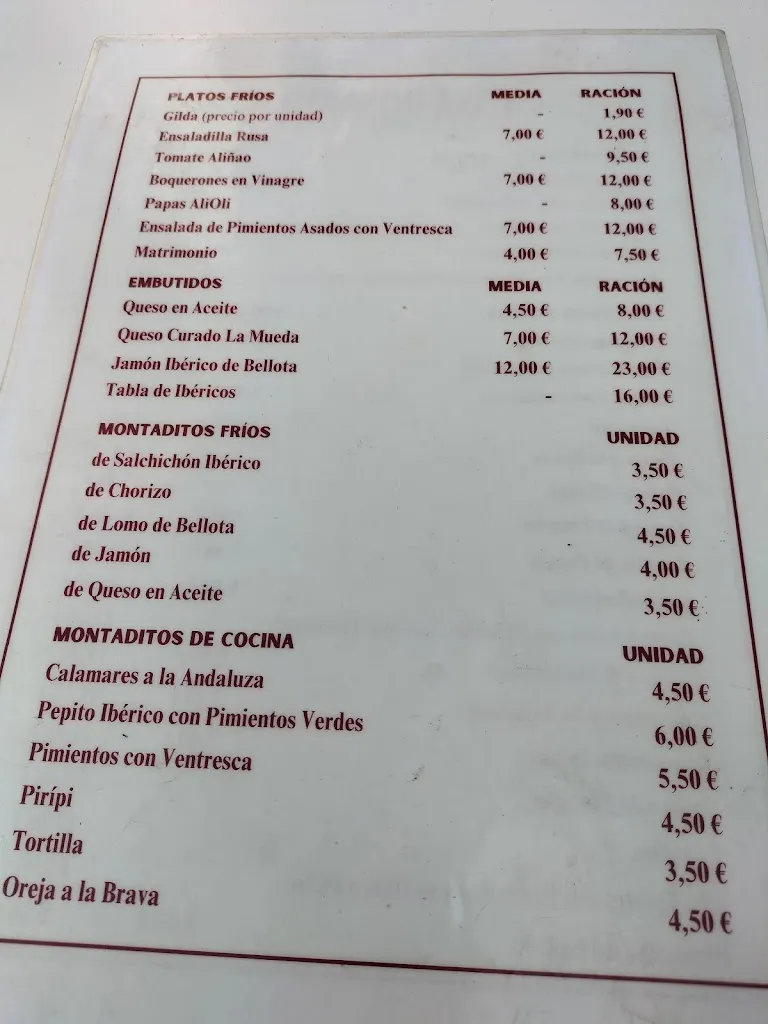 PLATOS FRÍOS MEDIA RACIÓN
Gilda (precio por unidad) - 1,90 €
Ensaladilla Rusa 7,00 € 12,00 €
Tomate Aliñao - 9,50 €
Boquerones en Vinagre 7,00 € 12,00 €
Papas AliOli - 8,00 €
Ensalada de Pimientos Asados con Ventresca 7,00 € 12,00 €
Matrimonio 4,00 € 7,50 €
EMBUTIDOS MEDIA RACIÓN
Queso en Aceite 4,50 € 8,00 €
Queso Curado La Mueda 7,00 € 12,00 €
Jamón Ibérico de Bellota 12,00 € 23,00 €
Tabla de Ibéricos - 16,00 €
MONTADITOS FRÍOS UNIDAD
de Salchichón Ibérico 3,50 €
de Chorizo 3,50 €
de Lomo de Bellota 4,50 €
de Jamón 4,00 €
de Queso en Aceite 3,50 €
MONTADITOS DE COCINA UNIDAD
Calamares a la Andaluza 4,50 €
Pepito Ibérico con Pimientos Verdes 6,00 €
Pimientos con Ventresca 5,50 €
Pirípi 4,50 €
Tortilla 3,50 €
Oreja a la Brava 4,50 €